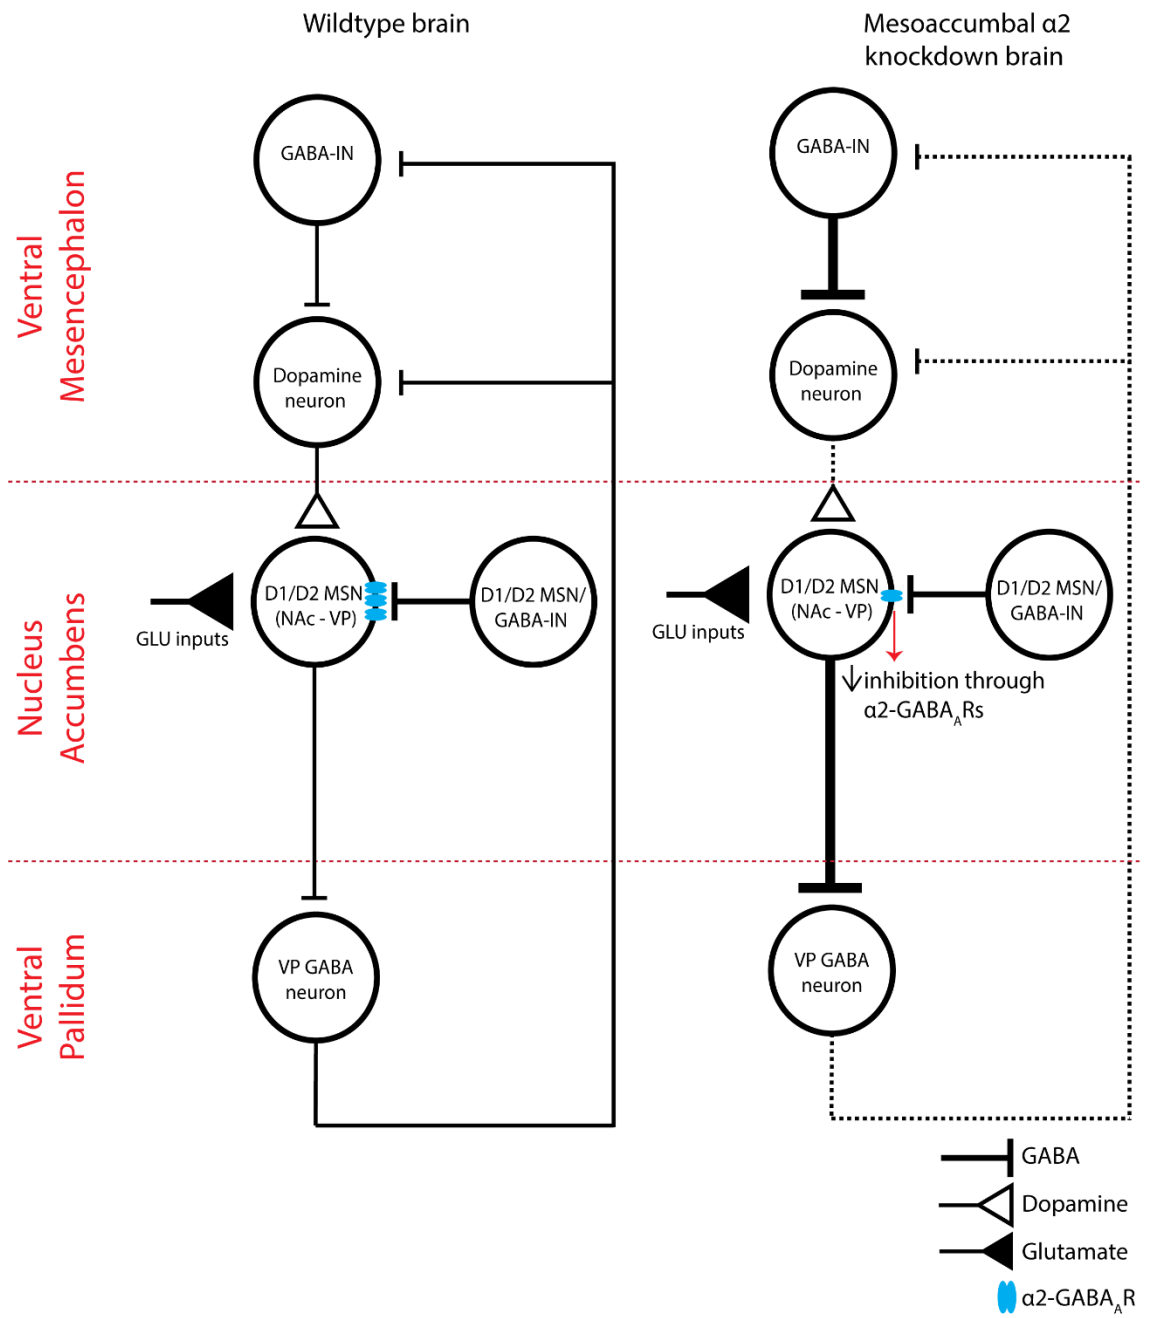 Wildtype brain
Mesoaccumbal α2
knockdown brain
Ventral
Mesencephalon
GABA-IN
GABA-IN
Dopamine
neuron
Dopamine
neuron
Nucleus
Accumbens
GLU inputs
D1/D2 MSN
(NAc - VP)
D1/D2 MSN/
GABA-IN
GLU inputs
D1/D2 MSN
(NAc - VP)
D1/D2 MSN/
GABA-IN
↓inhibition through
α2-GABA_ARs
Ventral
Pallidum
VP GABA
neuron
VP GABA
neuron
GABA
Dopamine
Glutamate
α2-GABA_AR